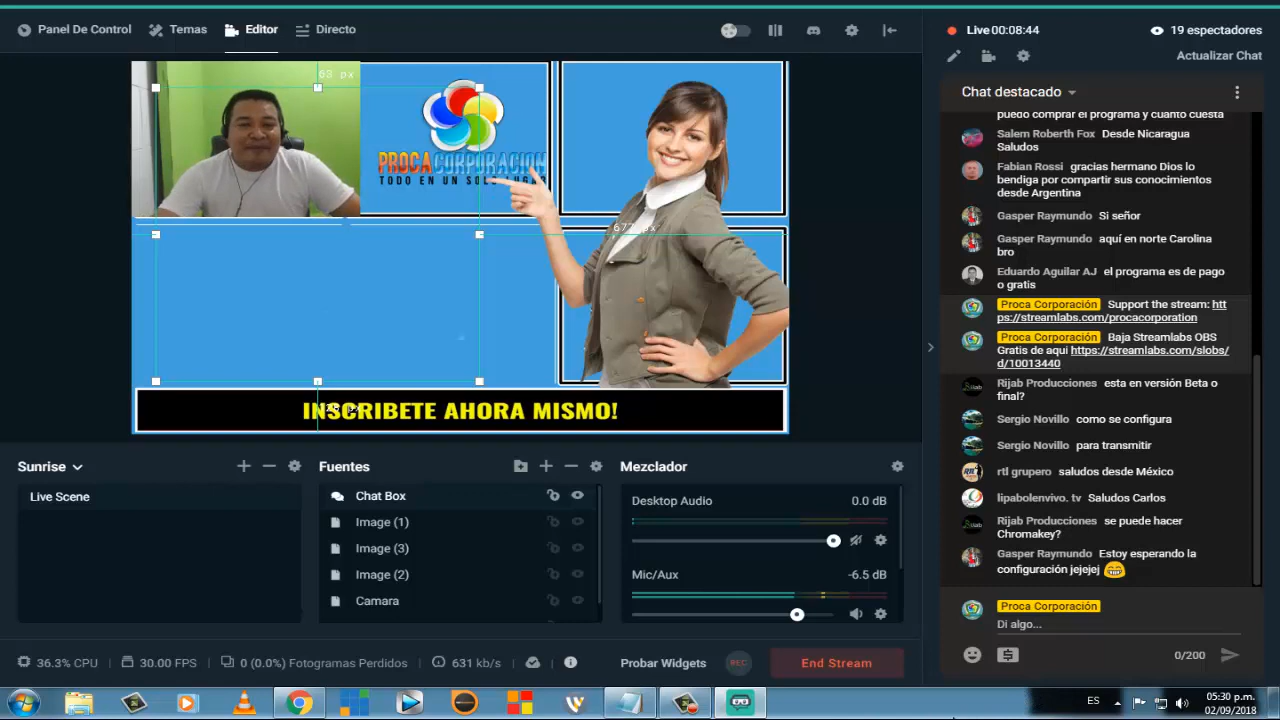 Panel De Control
Temas
Editor
Directo
Live 00:08:44
19 espectadores
Actualizar Chat
Chat destacado
puedo comprar el programa y cuanto cuesta
Salem Roberth Fox Desde Nicaragua
Saludos
Fabian Rossi gracias hermano Dios lo
bendiga por compartir sus conocimientos
desde Argentina
Gasper Raymundo Si señor
Gasper Raymundo aquí en norte Carolina
bro
Eduardo Aguilar AJ el programa es de pago
o gratis
Proca Corporación Support the stream: htt
ps://streamlabs.com/procacorporation
Proca Corporación Baja Streamlabs OBS
Gratis de aqui https://streamlabs.com/slobs/
d/10013440
Rijab Producciones esta en versión Beta o
final?
Sergio Novillo como se configura
Sergio Novillo para transmitir
rtl grupero saludos desde México
lipabolenvivo. tv Saludos Carlos
Rijab Producciones se puede hacer
Chromakey?
Gasper Raymundo Estoy esperando la
configuración jejejej
Proca Corporación
Di algo...
0/200
63 px
PROCACORPORACION
TODO EN UN SOLO LUGAR
INSCRIBETE AHORA MISMO!
Sunrise
Live Scene
Fuentes
Chat Box
Image (1)
Image (3)
Image (2)
Camara
Mezclador
Desktop Audio
0.0 dB
Mic/Aux
-6.5 dB
36.3% CPU
30.00 FPS
0 (0.0%) Fotogramas Perdidos
631 kb/s
Probar Widgets
REC
End Stream
ES
05:30 p.m.
02/09/2018